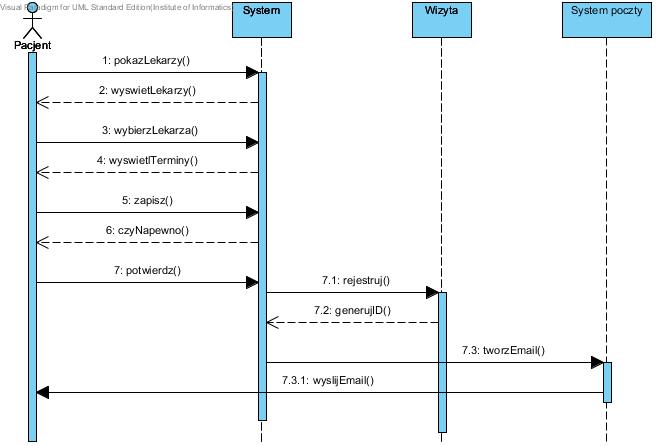 Visual Paradigm for UML Standard Edition(Institute of Informatics
System
Wizyta
System poczty
Pacjent
1: pokazLekarzy()
2: wyswietLekarzy()
3: wybierzLekarza()
4: wyswietlTerminy()
5: zapisz()
6: czyNapewno()
7: potwierdz()
7.1: rejestruj()
7.2: generujID()
7.3: tworzEmail()
7.3.1: wyslijEmail()